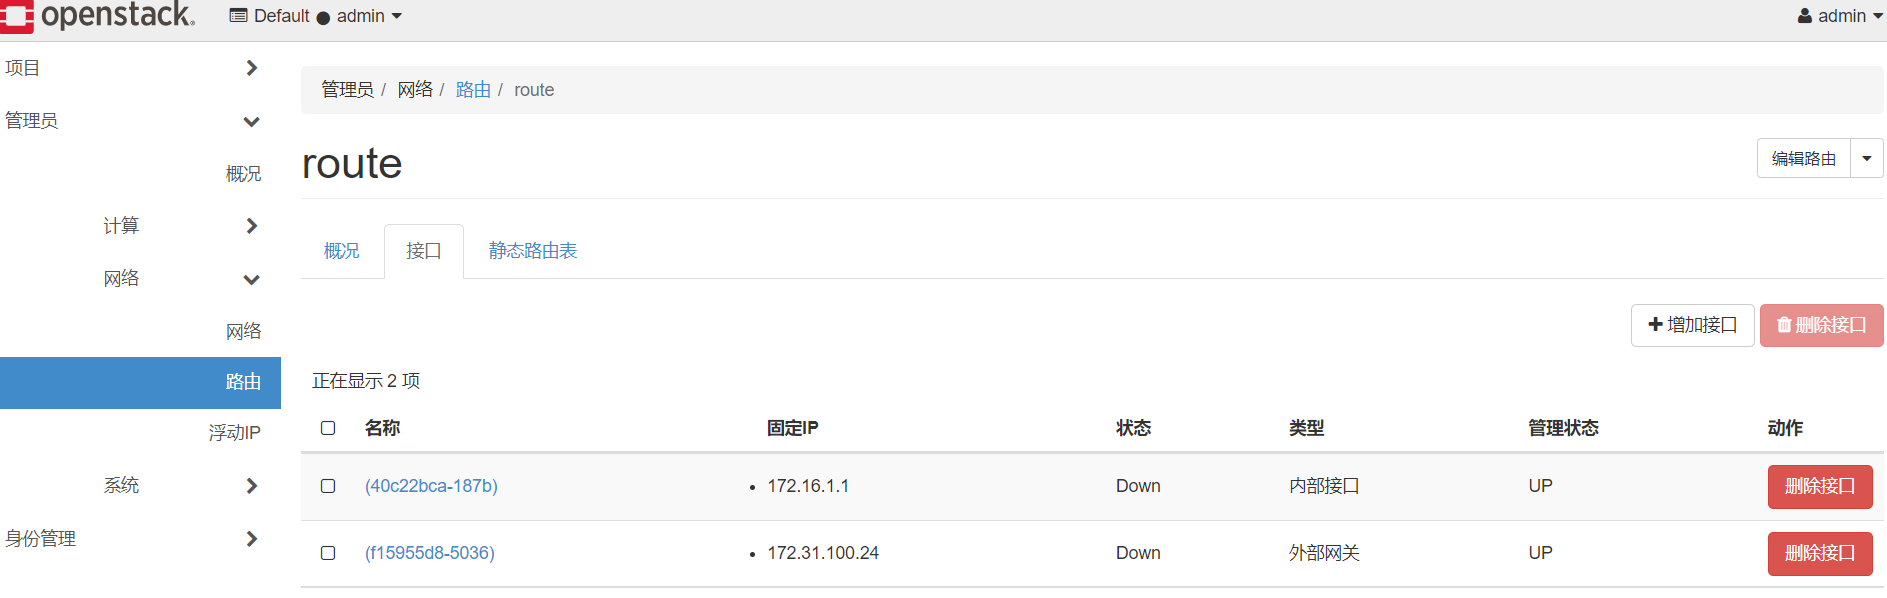 openstack. Default ● admin admin
项目
管理员 / 网络 / 路由 / route
管理员
route
编辑路由
概况
计算
概况 接口 静态路由表
网络
增加接口 删除接口
网络
路由
正在显示 2 项
浮动IP
名称 固定IP 状态 类型 管理状态 动作
系统
(40c22bca-187b) • 172.16.1.1 Down 内部接口 UP 删除接口
身份管理
(f15955d8-5036) • 172.31.100.24 Down 外部网关 UP 删除接口